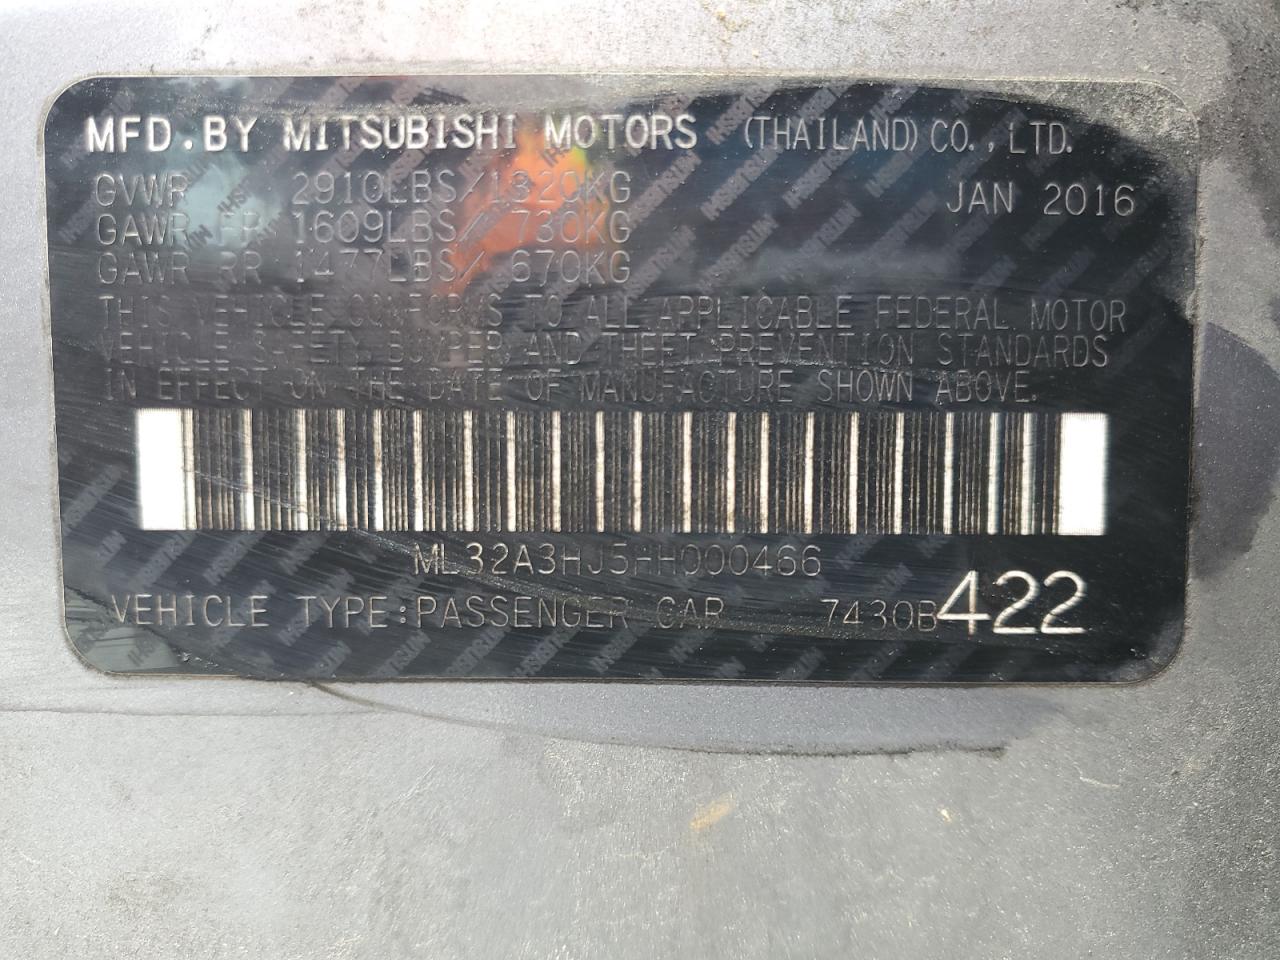 MFD.BY MITSUBISHI MOTORS (THAILAND) CO., LTD.
GVWR 2910LBS/1320KG JAN 2016
GAWR FR 1609LBS/ 730KG
GAWR RR 1477LBS/ 670KG
THIS VEHICLE CONFORMS TO ALL APPLICABLE FEDERAL MOTOR
VEHICLE SAFETY, BUMPER AND THEFT PREVENTION STANDARDS
IN EFFECT ON THE DATE OF MANUFACTURE SHOWN ABOVE.
ML32A3HJ5HH000466
VEHICLE TYPE:PASSENGER CAR 7430B422